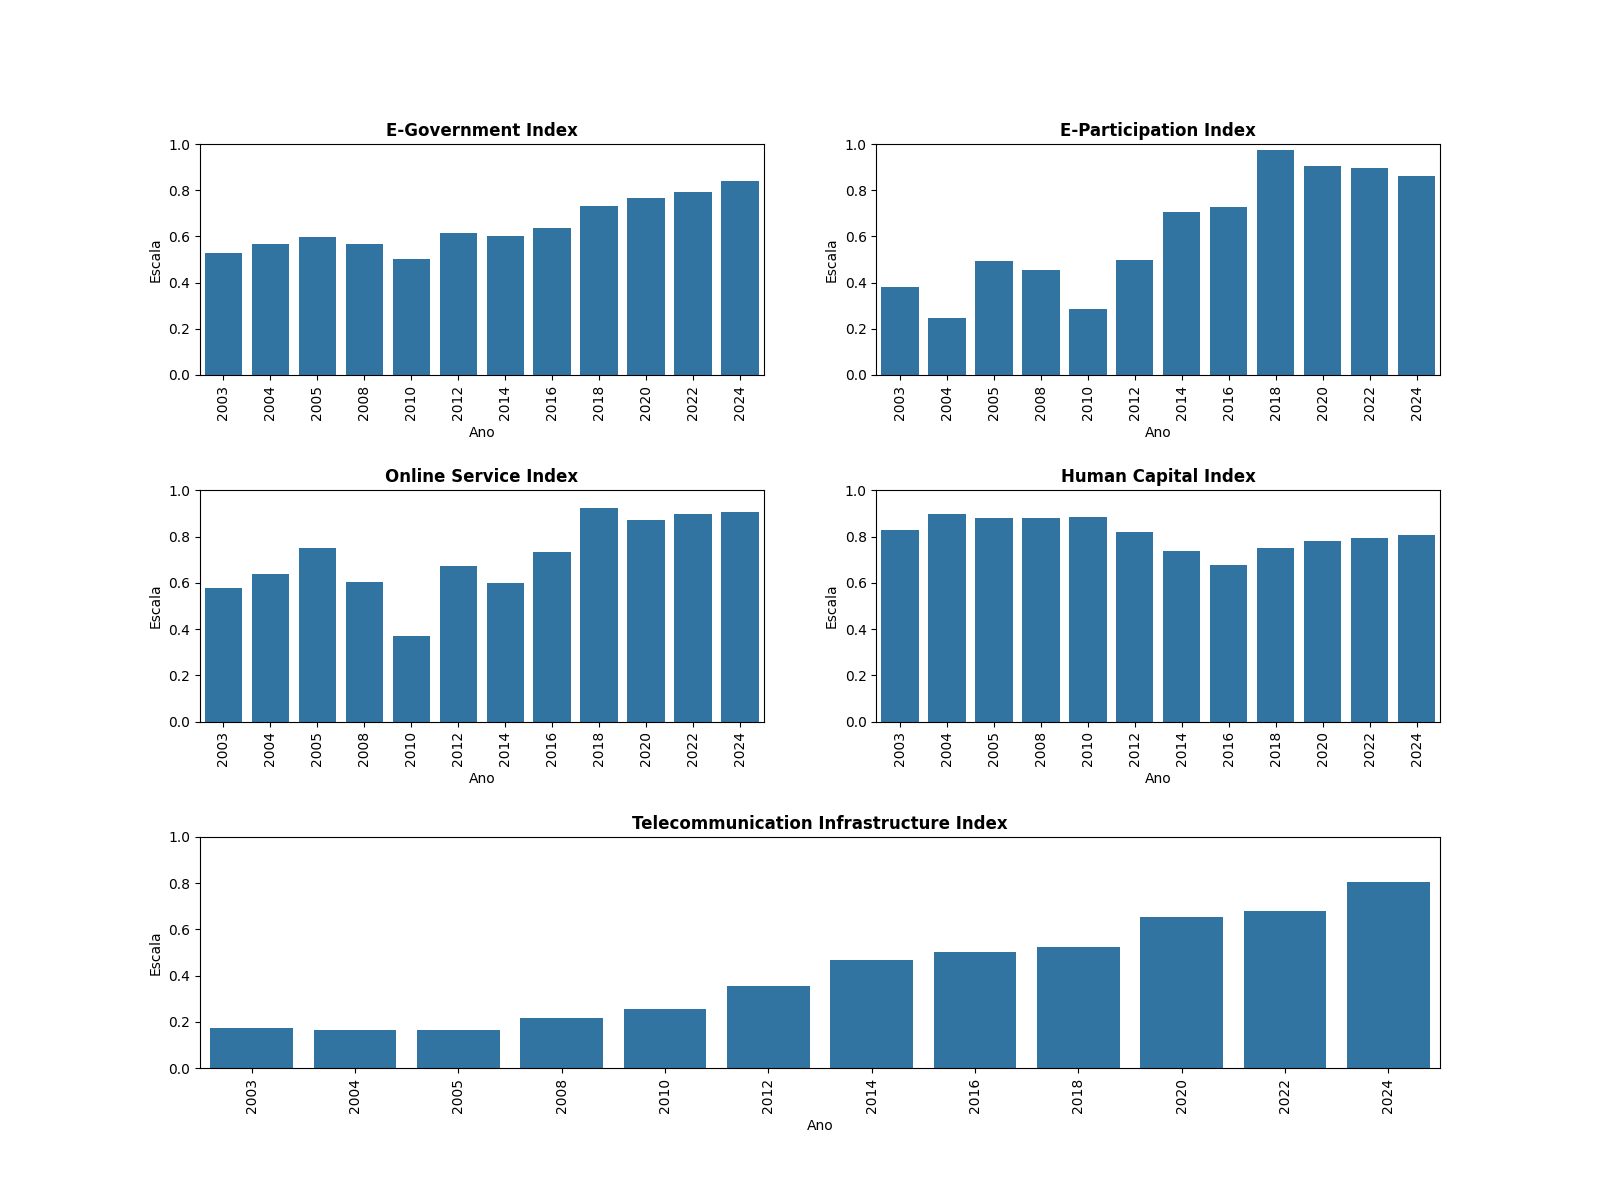 E-Government Index
1.0
0.8
0.6
0.4
0.2
0.0
Escala
2003 2004 2005 2008 2010 2012 2014 2016 2018 2020 2022 2024
Ano
E-Participation Index
1.0
0.8
0.6
0.4
0.2
0.0
Escala
2003 2004 2005 2008 2010 2012 2014 2016 2018 2020 2022 2024
Ano
Online Service Index
1.0
0.8
0.6
0.4
0.2
0.0
Escala
2003 2004 2005 2008 2010 2012 2014 2016 2018 2020 2022 2024
Ano
Human Capital Index
1.0
0.8
0.6
0.4
0.2
0.0
Escala
2003 2004 2005 2008 2010 2012 2014 2016 2018 2020 2022 2024
Ano
Telecommunication Infrastructure Index
1.0
0.8
0.6
0.4
0.2
0.0
Escala
2003 2004 2005 2008 2010 2012 2014 2016 2018 2020 2022 2024
Ano